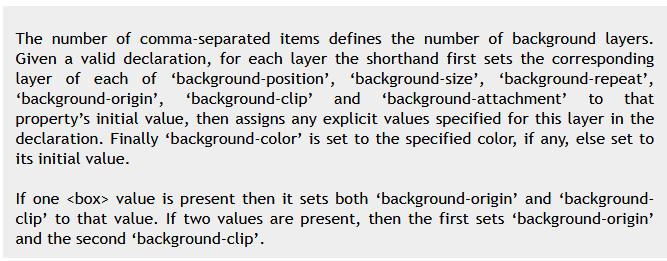 The number of comma-separated items defines the number of background layers.
Given a valid declaration, for each layer the shorthand first sets the corresponding
layer of each of ‘background-position’, ‘background-size’, ‘background-repeat’,
‘background-origin’, ‘background-clip’ and ‘background-attachment’ to that
property’s initial value, then assigns any explicit values specified for this layer in the
declaration. Finally ‘background-color’ is set to the specified color, if any, else set to
its initial value.
If one <box> value is present then it sets both ‘background-origin’ and ‘background-
clip’ to that value. If two values are present, then the first sets ‘background-origin’
and the second ‘background-clip’.